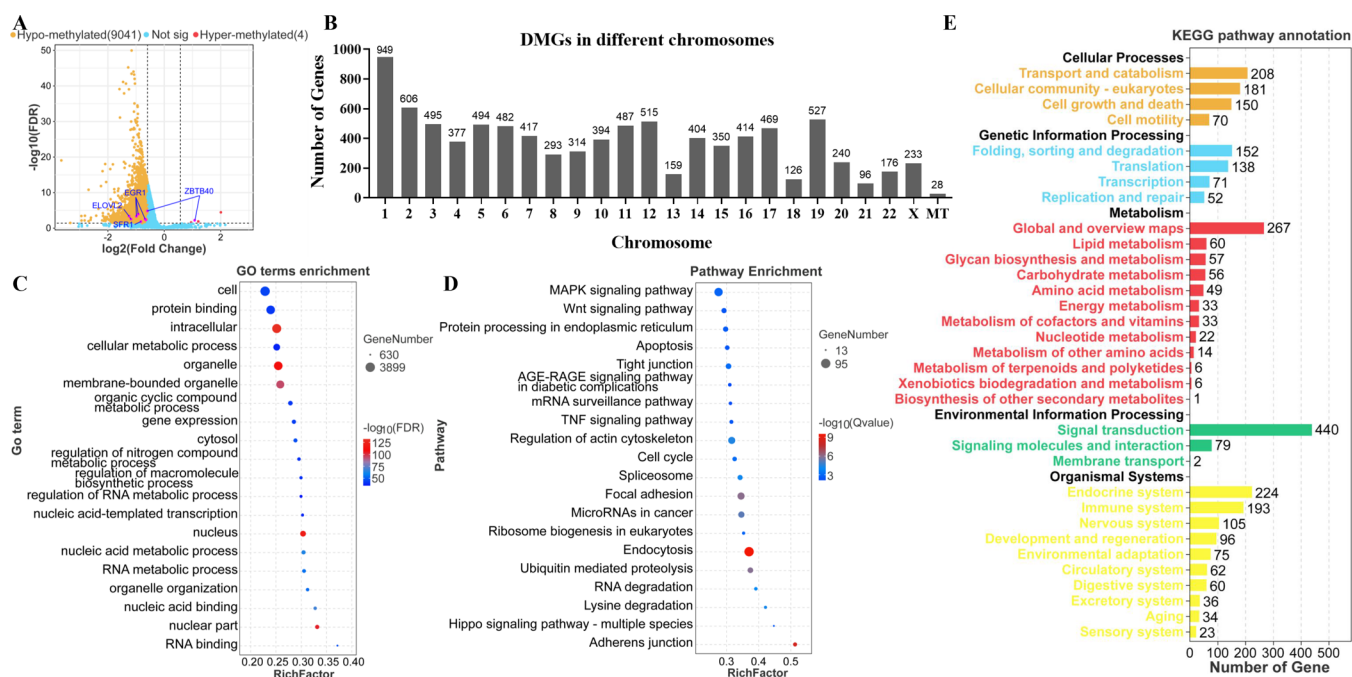 A
Hypo-methylated(9041) Not sig Hyper-methylated(4)
50
40
30
20
10
0
-log10(FDR)
EGR1
ZBTB40
ELOVL2
SFR1
-2
0
2
log2(Fold Change)
B
DMGs in different chromosomes
Number of Genes
1000
800
600
400
200
0
949 606 495 377 494 482 417 293 314 394 487 515 159 404 350 414 469 126 527 240 96 176 233 28
1 2 3 4 5 6 7 8 9 10 11 12 13 14 15 16 17 18 19 20 21 22 X MT
Chromosome
C
GO terms enrichment
Go term
cell
protein binding
intracellular
cellular metabolic process
organelle
membrane-bounded organelle
organic cyclic compound
metabolic process
gene expression
cytosol
regulation of nitrogen compound
metabolic process
regulation of macromolecule
biosynthetic process
regulation of RNA metabolic process
nucleic acid-templated transcription
nucleus
nucleic acid metabolic process
RNA metabolic process
organelle organization
nucleic acid binding
nuclear part
RNA binding
0.20 0.25 0.30 0.35 0.40
RichFactor
GeneNumber
630
3899
-log10(FDR)
125
100
75
50
D
Pathway Enrichment
Pathway
MAPK signaling pathway
Wnt signaling pathway
Protein processing in endoplasmic reticulum
Apoptosis
Tight junction
AGE-RAGE signaling pathway
in diabetic complications
mRNA surveillance pathway
TNF signaling pathway
Regulation of actin cytoskeleton
Cell cycle
Spliceosome
Focal adhesion
MicroRNAs in cancer
Ribosome biogenesis in eukaryotes
Endocytosis
Ubiquitin mediated proteolysis
RNA degradation
Lysine degradation
Hippo signaling pathway - multiple species
Adherens junction
0.3 0.4 0.5
RichFactor
GeneNumber
13
95
-log10(Qvalue)
9
6
3
E
KEGG pathway annotation
Cellular Processes
Transport and catabolism 208
Cellular community - eukaryotes 181
Cell growth and death 150
Cell motility 70
Genetic Information Processing
Folding, sorting and degradation 152
Translation 138
Transcription 71
Replication and repair 52
Metabolism
Global and overview maps 267
Lipid metabolism 60
Glycan biosynthesis and metabolism 57
Carbohydrate metabolism 56
Amino acid metabolism 49
Energy metabolism 33
Metabolism of cofactors and vitamins 33
Nucleotide metabolism 22
Metabolism of other amino acids 14
Metabolism of terpenoids and polyketides 6
Xenobiotics biodegradation and metabolism 6
Biosynthesis of other secondary metabolites 1
Environmental Information Processing
Signal transduction 440
Signaling molecules and interaction 79
Membrane transport 2
Organismal Systems
Endocrine system 224
Immune system 193
Nervous system 105
Development and regeneration 96
Environmental adaptation 75
Circulatory system 62
Digestive system 60
Excretory system 36
Aging 34
Sensory system 23
0 100 200 300 400 500
Number of Gene